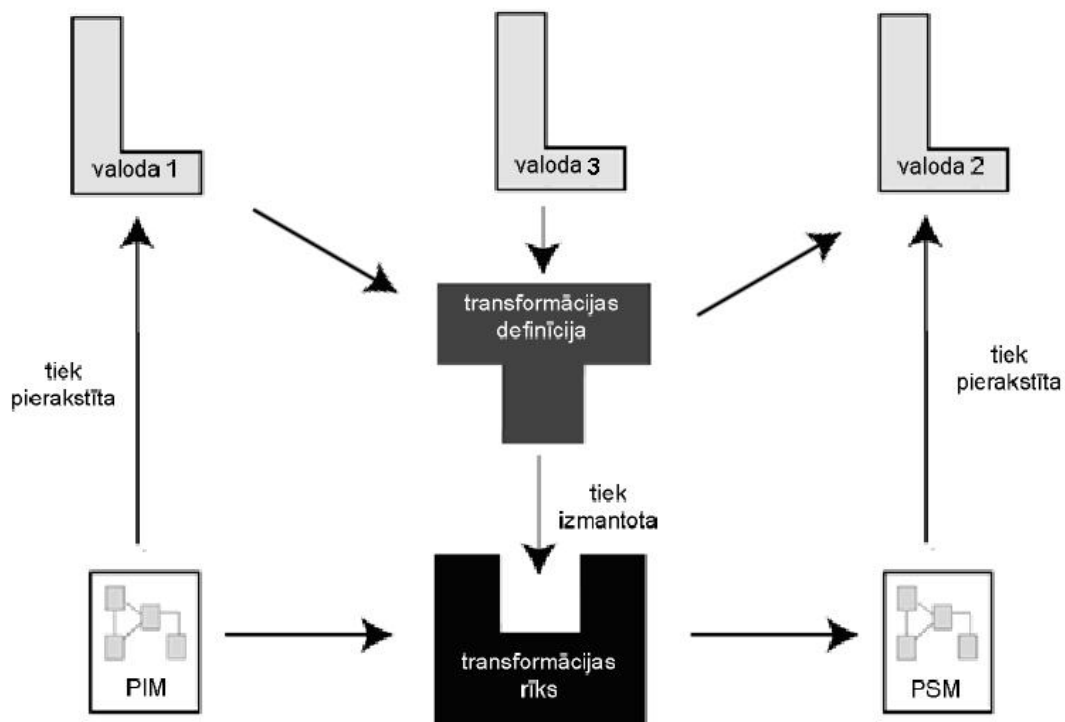 valoda 1
valoda 3
valoda 2
transformācijas
definīcija
tiek
pierakstīta
tiek
pierakstīta
tiek
izmantota
PIM
transformācijas
rīks
PSM